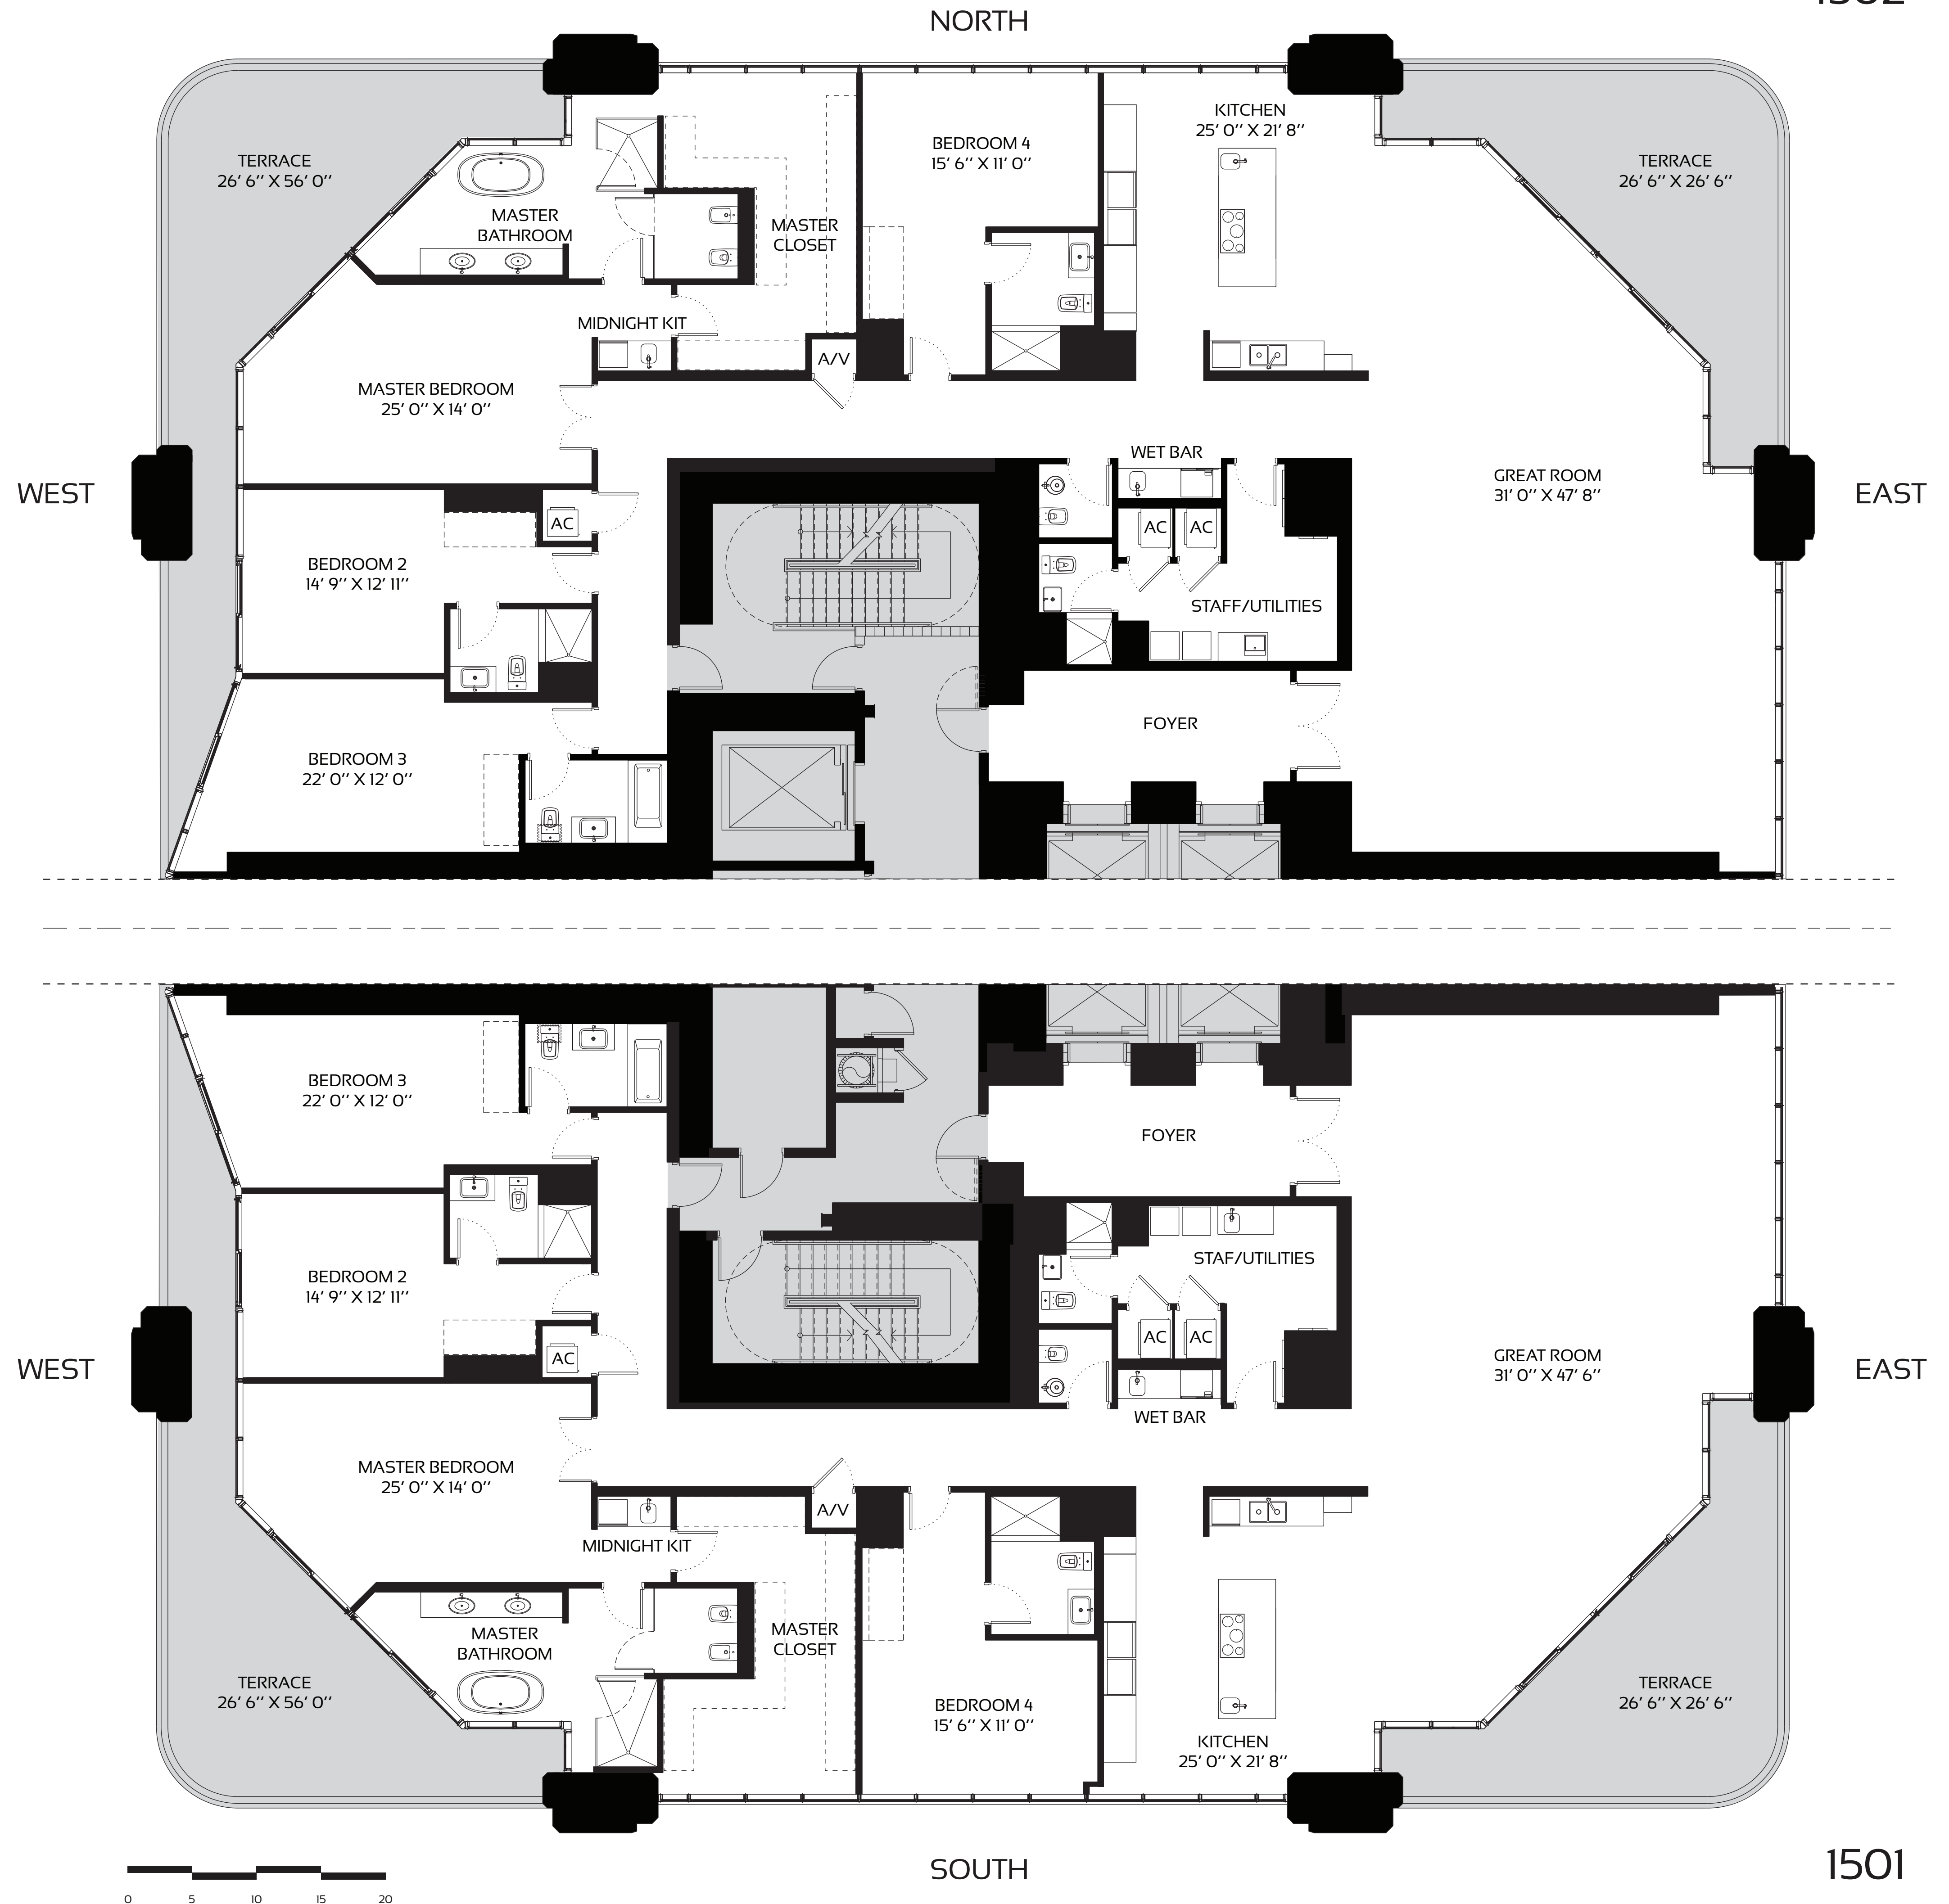 1502
NORTH
TERRACE
26' 6'' X 56' 0''
MASTER
BATHROOM
MASTER
CLOSET
BEDROOM 4
15' 6'' X 11' 0''
KITCHEN
25' 0'' X 21' 8''
TERRACE
26' 6'' X 26' 6''
MIDNIGHT KIT
A/V
MASTER BEDROOM
25' 0'' X 14' 0''
WEST
WET BAR
GREAT ROOM
31' 0'' X 47' 8''
EAST
AC
AC
AC
BEDROOM 2
14' 9'' X 12' 11''
STAFF/UTILITIES
FOYER
BEDROOM 3
22' 0'' X 12' 0''
BEDROOM 3
22' 0'' X 12' 0''
FOYER
STAF/UTILITIES
BEDROOM 2
14' 9'' X 12' 11''
AC
AC
AC
WEST
GREAT ROOM
31' 0'' X 47' 6''
EAST
WET BAR
MASTER BEDROOM
25' 0'' X 14' 0''
A/V
MIDNIGHT KIT
MASTER
BATHROOM
MASTER
CLOSET
TERRACE
26' 6'' X 56' 0''
BEDROOM 4
15' 6'' X 11' 0''
KITCHEN
25' 0'' X 21' 8''
TERRACE
26' 6'' X 26' 6''
SOUTH
1501
0 5 10 15 20